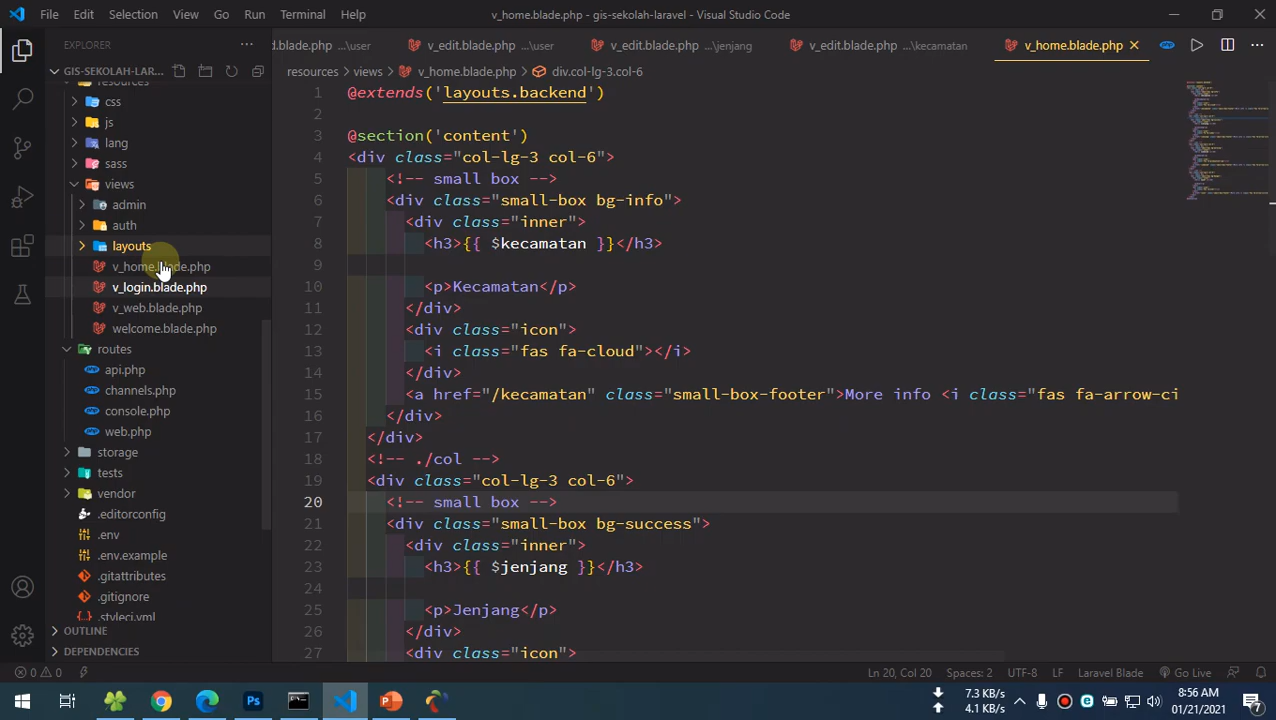 File Edit Selection View Go Run Terminal Help v_home.blade.php - gis-sekolah-laravel - Visual Studio Code
EXPLORER
GIS-SEKOLAH-LAR...
resources
css
js
lang
sass
views
admin
auth
layouts
v_home.blade.php
v_login.blade.php
v_web.blade.php
welcome.blade.php
routes
api.php
channels.php
console.php
web.php
storage
tests
vendor
.editorconfig
.env
.env.example
.gitattributes
.gitignore
.styleci.yml
OUTLINE
DEPENDENCIES
d.blade.php ...\user v_edit.blade.php ...\user v_edit.blade.php ...\jenjang v_edit.blade.php ...\kecamatan v_home.blade.php
resources > views > v_home.blade.php > div.col-lg-3.col-6
1 @extends('layouts.backend')
2
3 @section('content')
4 <div class="col-lg-3 col-6">
5 <!-- small box -->
6 <div class="small-box bg-info">
7 <div class="inner">
8 <h3>{{ $kecamatan }}</h3>
9
10 <p>Kecamatan</p>
11 </div>
12 <div class="icon">
13 <i class="fas fa-cloud"></i>
14 </div>
15 <a href="/kecamatan" class="small-box-footer">More info <i class="fas fa-arrow-ci
16 </div>
17 </div>
18 <!-- ./col -->
19 <div class="col-lg-3 col-6">
20 <!-- small box -->
21 <div class="small-box bg-success">
22 <div class="inner">
23 <h3>{{ $jenjang }}</h3>
24
25 <p>Jenjang</p>
26 </div>
27 <div class="icon">
0 0 Ln 20, Col 20 Spaces: 2 UTF-8 LF Laravel Blade Go Live
7.3 KB/s
4.1 KB/s
8:56 AM
01/21/2021
7